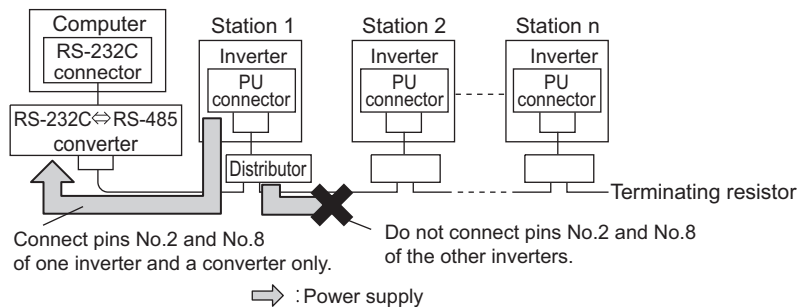 Computer
RS-232C
connector
RS-232C⇔RS-485
converter
Station 1
Inverter
PU
connector
Distributor
Station 2
Inverter
PU
connector
Station n
Inverter
PU
connector
Terminating resistor
Connect pins No.2 and No.8
of one inverter and a converter only.
Do not connect pins No.2 and No.8
of the other inverters.
: Power supply